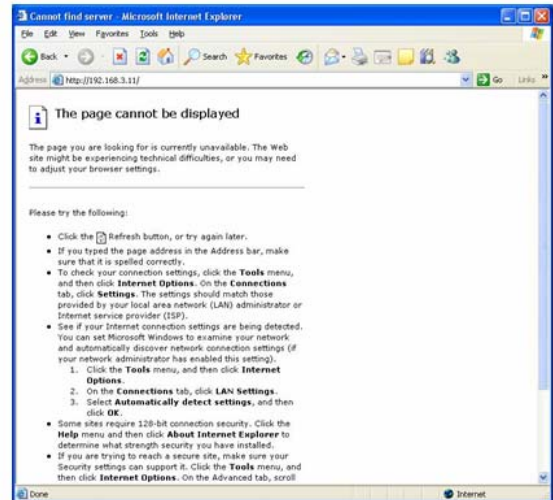 Cannot find server - Microsoft Internet Explorer
File Edit View Favorites Tools Help
Back Search Favorites
Address http://192.168.3.11/ Go Links »
The page cannot be displayed
The page you are looking for is currently unavailable. The Web
site might be experiencing technical difficulties, or you may need
to adjust your browser settings.
Please try the following:
• Click the Refresh button, or try again later.
• If you typed the page address in the Address bar, make
sure that it is spelled correctly.
• To check your connection settings, click the Tools menu,
and then click Internet Options. On the Connections
tab, click Settings. The settings should match those
provided by your local area network (LAN) administrator or
Internet service provider (ISP).
• See if your Internet connection settings are being detected.
You can set Microsoft Windows to examine your network
and automatically discover network connection settings (if
your network administrator has enabled this setting).
1. Click the Tools menu, and then click Internet
Options.
2. On the Connections tab, click LAN Settings.
3. Select Automatically detect settings, and then
click OK.
• Some sites require 128-bit connection security. Click the
Help menu and then click About Internet Explorer to
determine what strength security you have installed.
• If you are trying to reach a secure site, make sure your
Security settings can support it. Click the Tools menu, and
then click Internet Options. On the Advanced tab, scroll
Done Internet